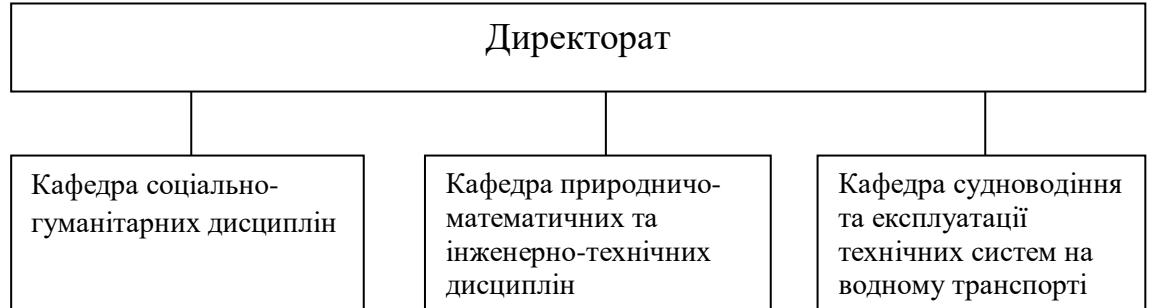 Директорат
Кафедра соціально-
гуманітарних дисциплін
Кафедра природничо-
математичних та
інженерно-технічних
дисциплін
Кафедра судноводіння
та експлуатації
технічних систем на
водному транспорті